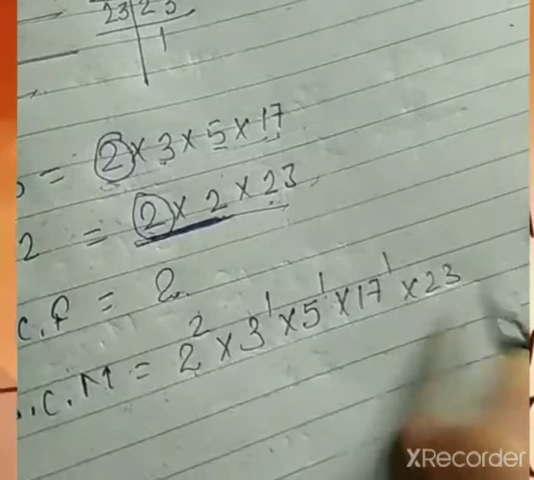 23 23
1
= 2 × 3 × 5 × 17
2 = 2 × 2 × 23
C.F = 2
.C.M = 2² × 3¹ × 5¹ × 17¹ × 23
XRecorder